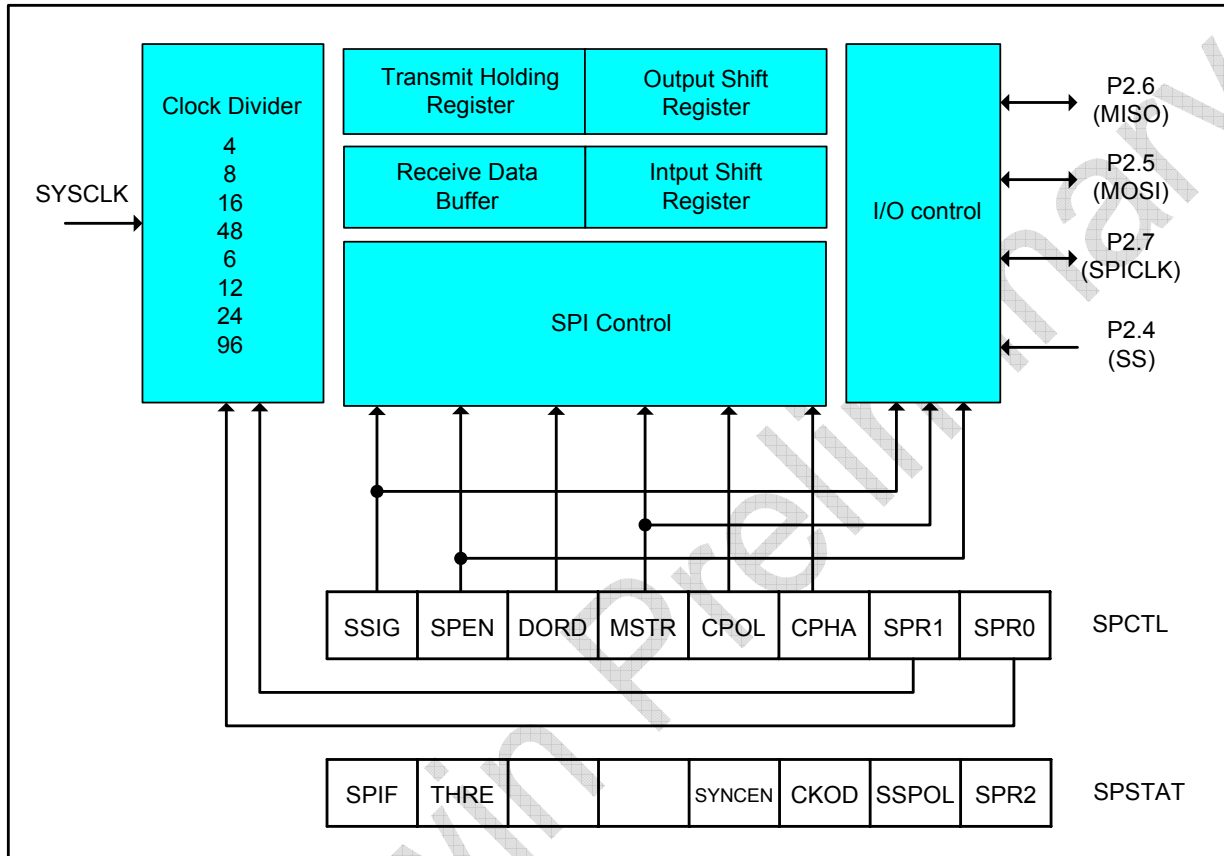 Clock Divider
4
8
16
48
6
12
24
96
SYSCLK
Transmit Holding
Register
Output Shift
Register
Receive Data
Buffer
Intput Shift
Register
SPI Control
I/O control
P2.6
(MISO)
P2.5
(MOSI)
P2.7
(SPICLK)
P2.4
(SS)
SSIG SPEN DORD MSTR CPOL CPHA SPR1 SPR0 SPCTL
SPIF THRE SYNCEN CKOD SSPOL SPR2 SPSTAT